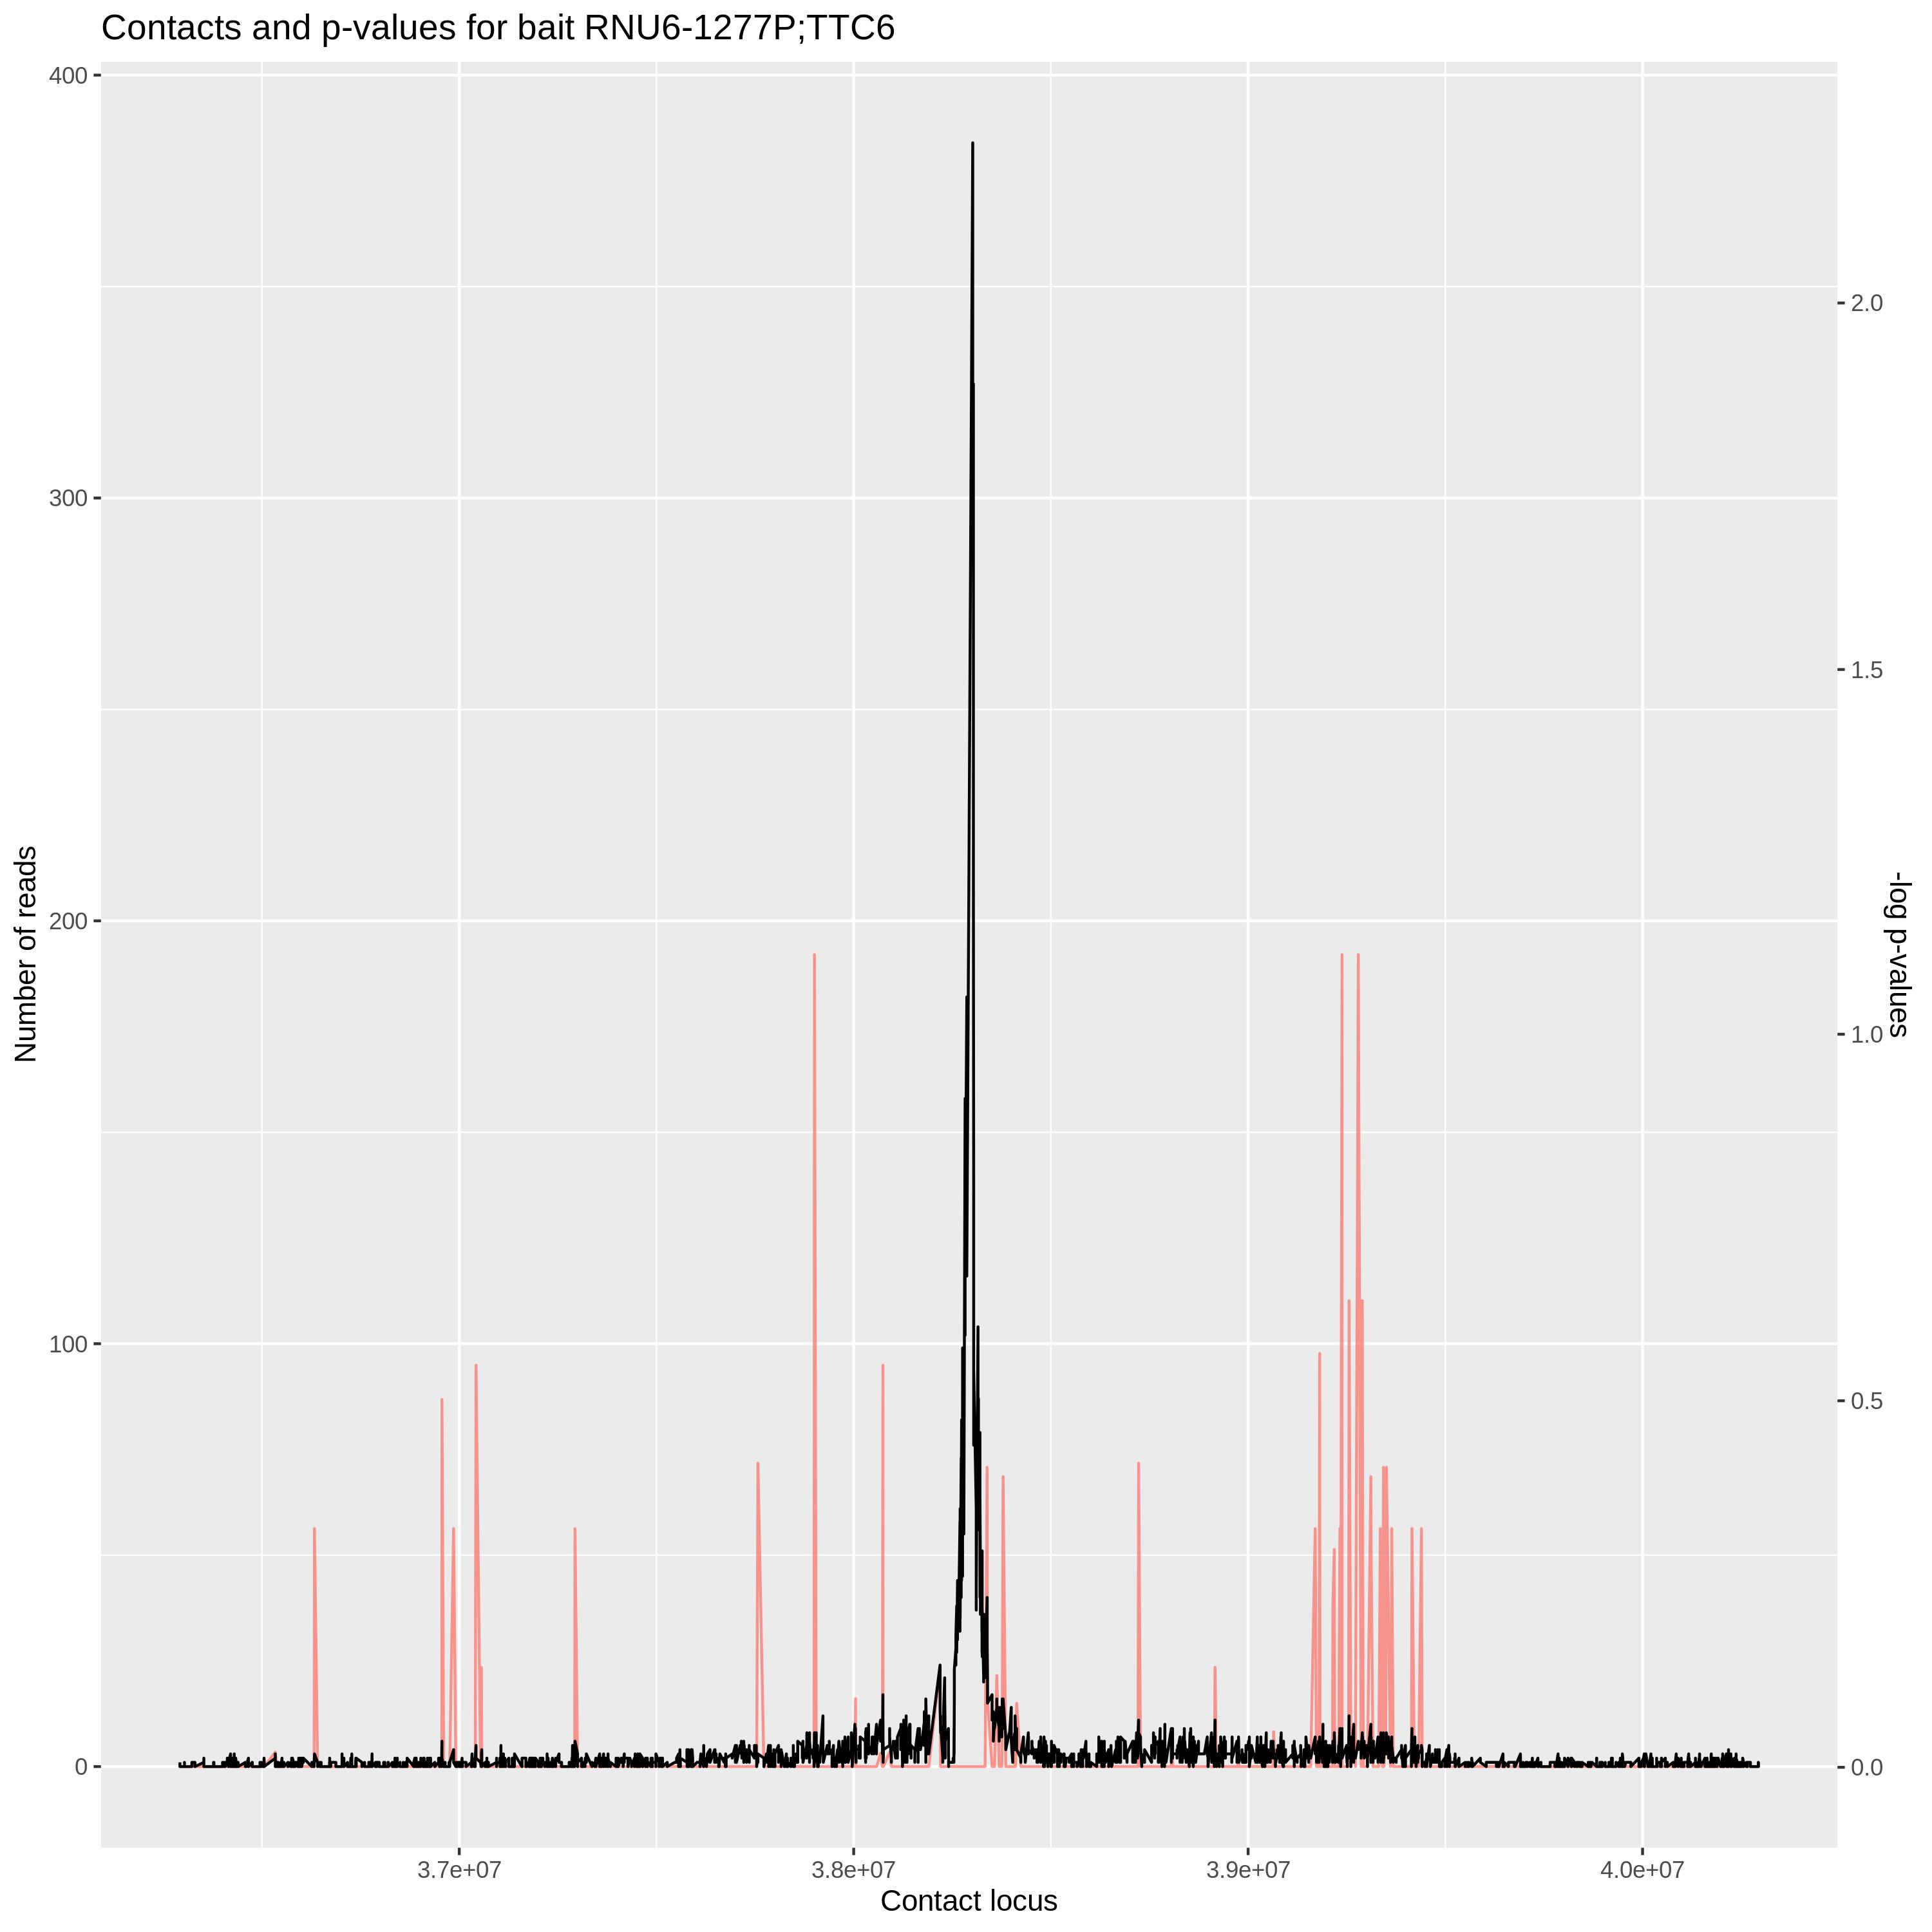 Contacts and p-values for bait RNU6-1277P;TTC6
400
300
200
100
0
Number of reads
2.0
1.5
1.0
0.5
0.0
-log p-values
3.7e+07
3.8e+07
3.9e+07
4.0e+07
Contact locus